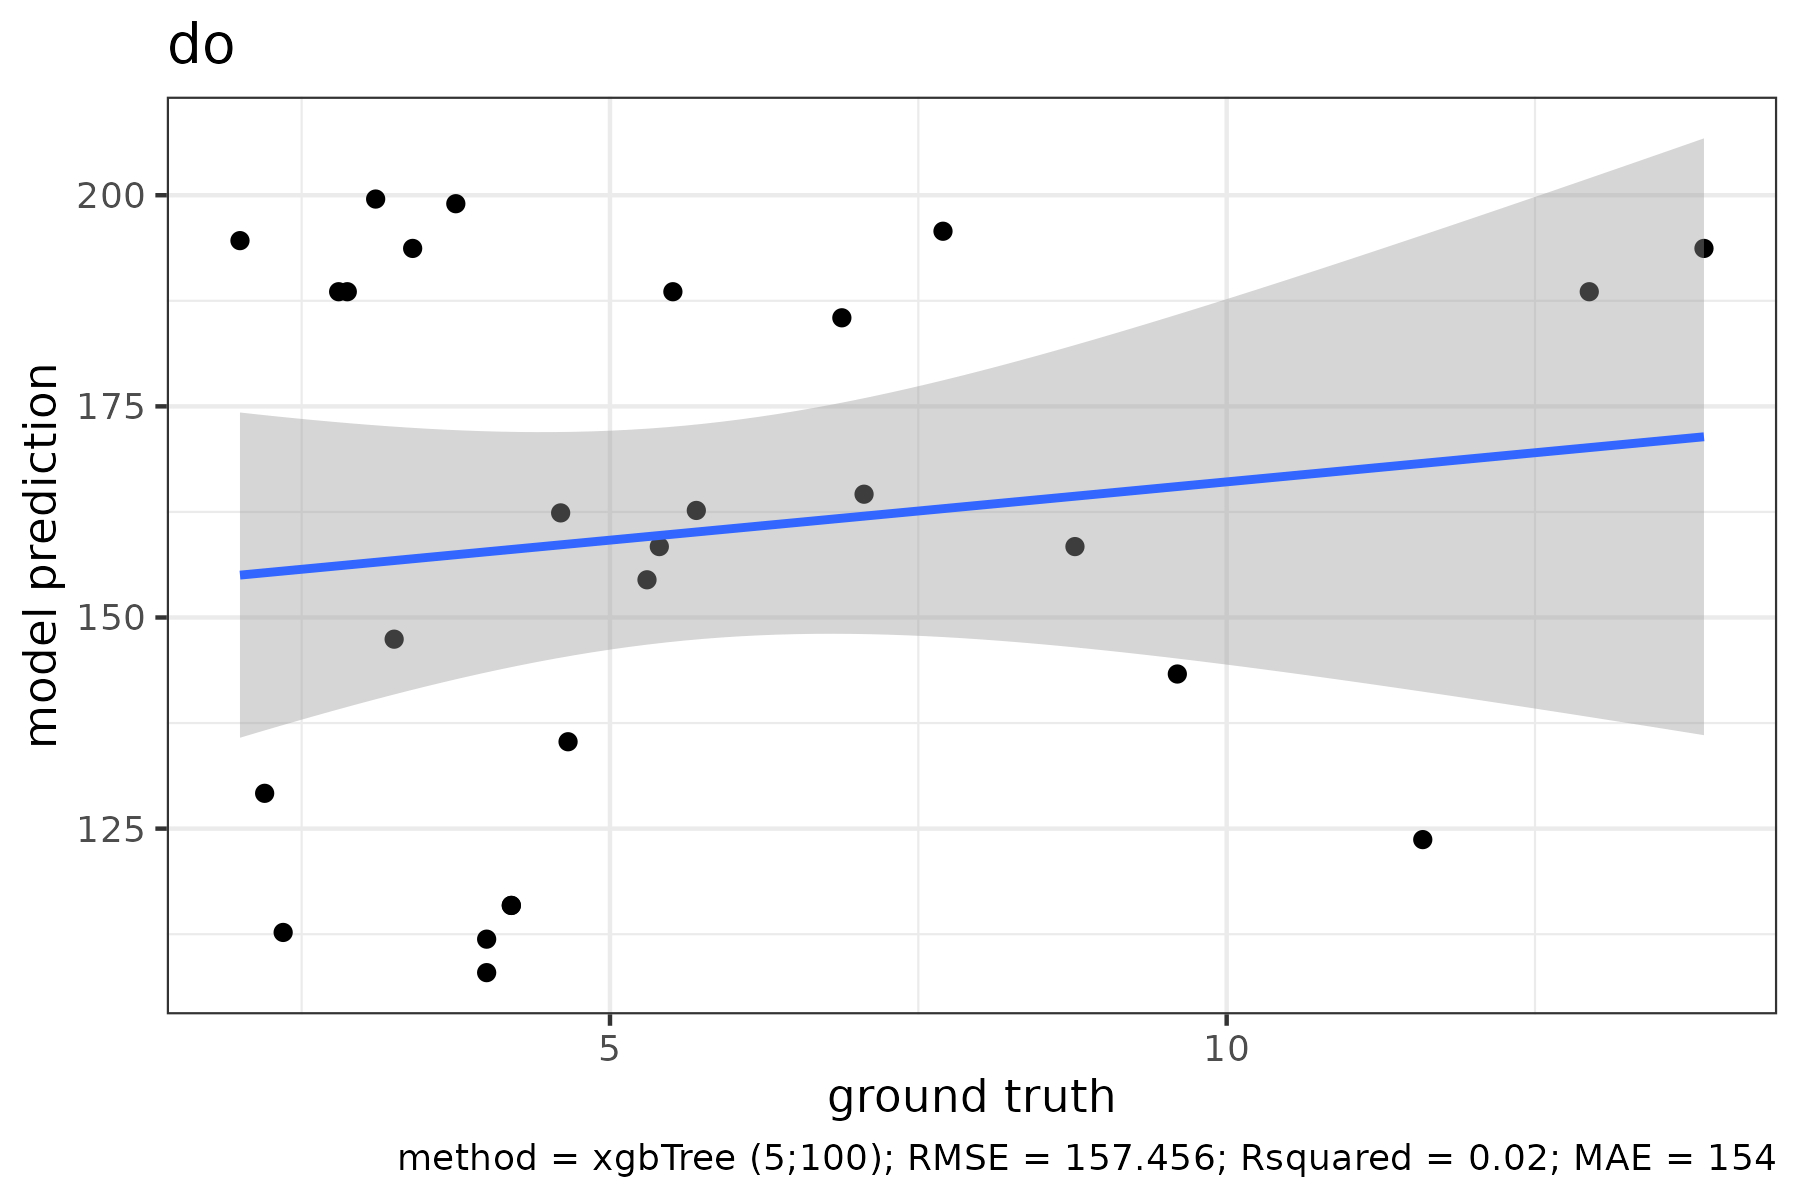 do
model prediction
200
175
150
125
5 10
ground truth
method = xgbTree (5;100); RMSE = 157.456; Rsquared = 0.02; MAE = 154